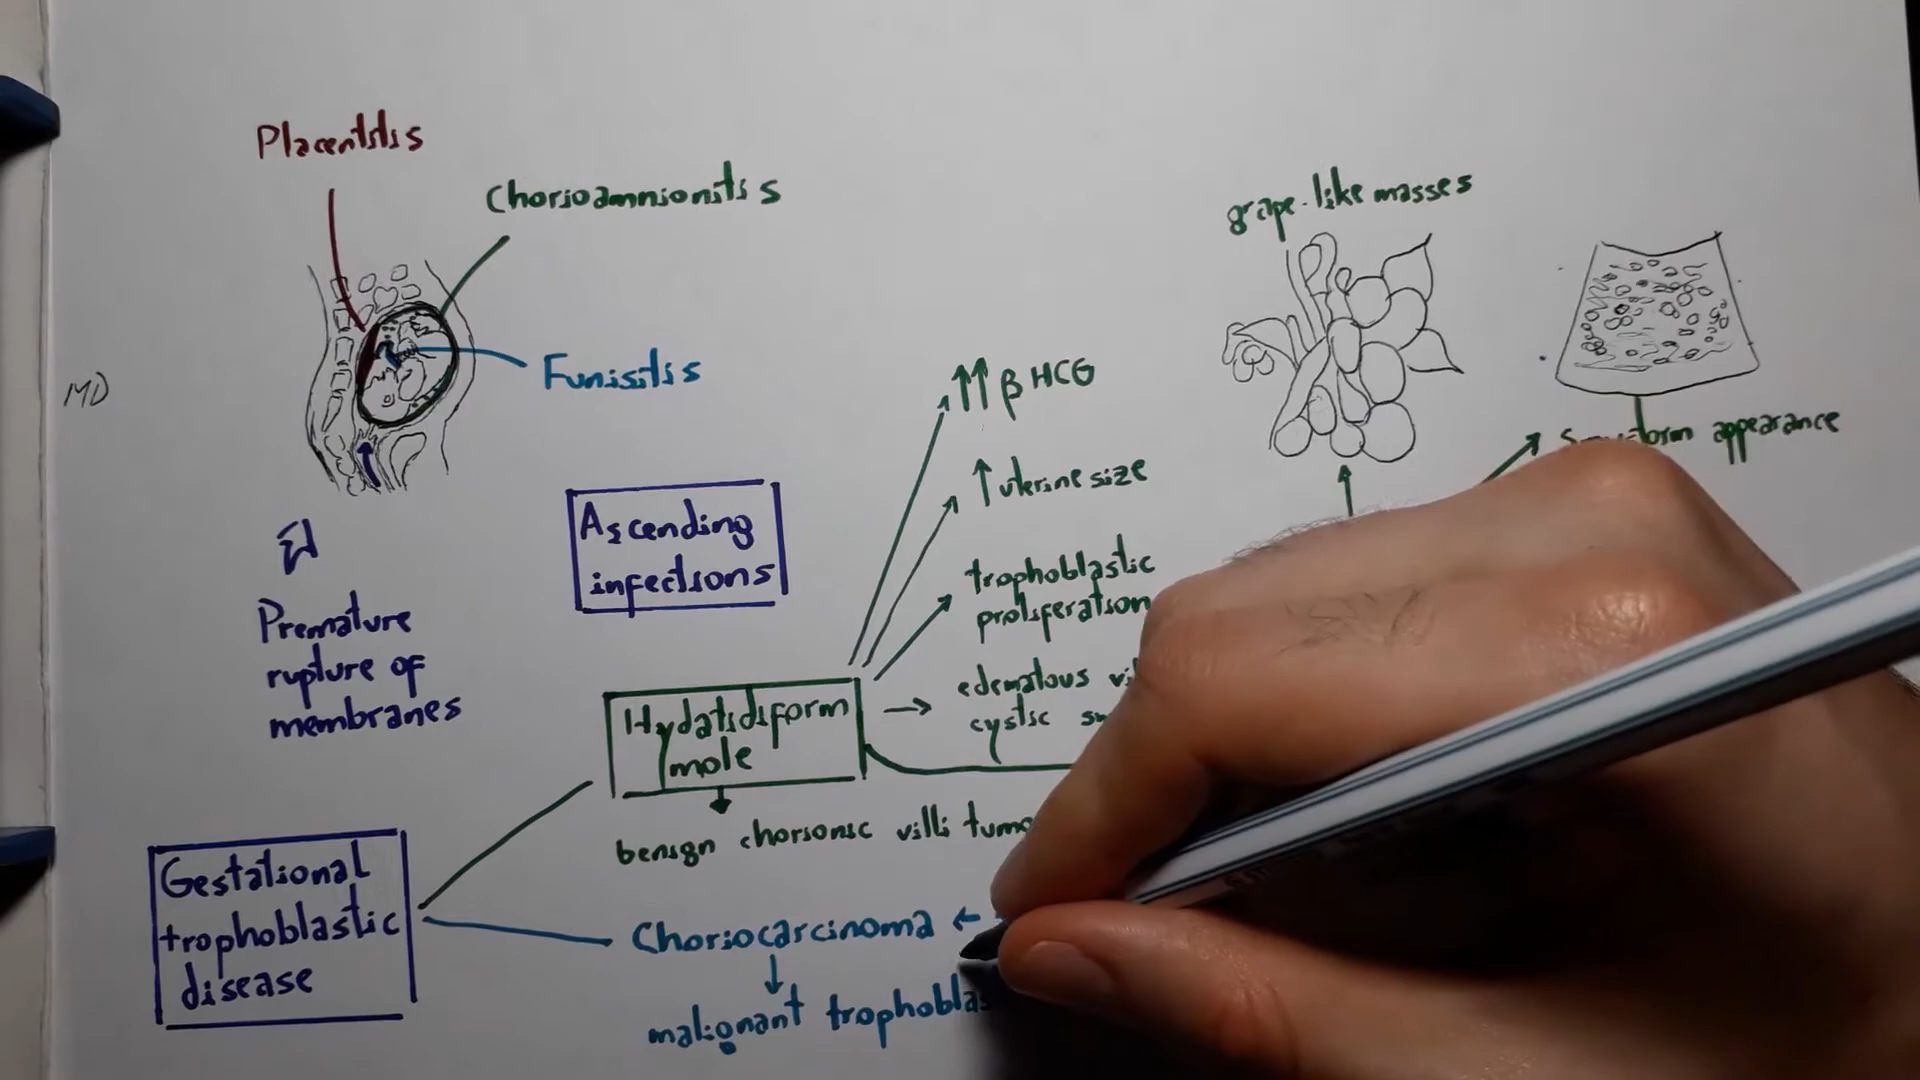 Placentitis
Chorioamnionitis
Funisitis
MD
Premature
rupture of
membranes
Ascending
infections
↑↑ β HCG
↑ uterine size
trophoblastic
proliferation
edematous
cystic
Hydatidiform
mole
benign chorionic villi
Gestational
trophoblastic
disease
Choriocarcinoma ←
malignant
grape-like masses
appearance